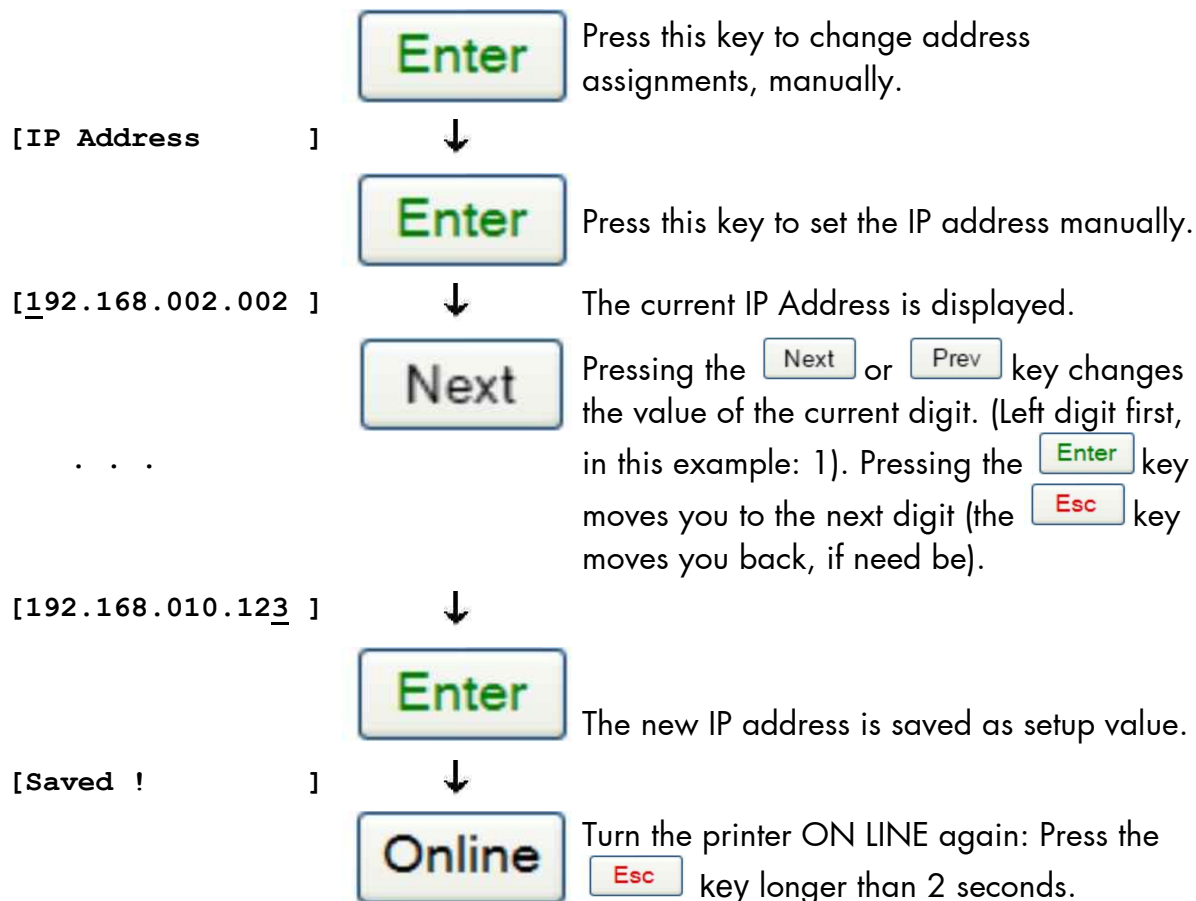 Enter Press this key to change address
assignments, manually.
[IP Address ] ↓
Enter Press this key to set the IP address manually.
[192.168.002.002 ] ↓ The current IP Address is displayed.
Next Pressing the Next or Prev key changes
the value of the current digit. (Left digit first,
. . . in this example: 1). Pressing the Enter key
moves you to the next digit (the Esc key
moves you back, if need be).
[192.168.010.123 ] ↓
Enter The new IP address is saved as setup value.
[Saved ! ] ↓
Online Turn the printer ON LINE again: Press the
Esc key longer than 2 seconds.